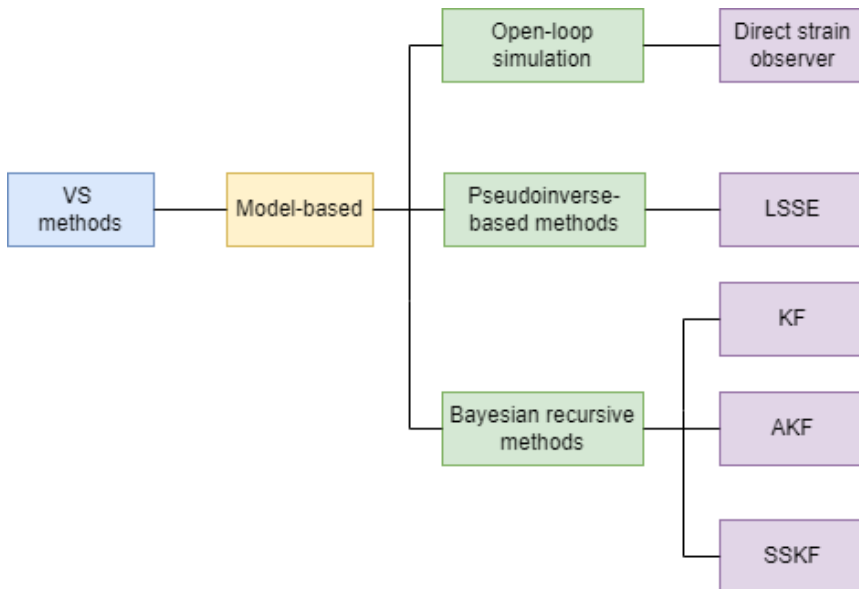 Open-loop
simulation
Direct strain
observer
VS
methods
Model-based
Pseudoinverse-
based methods
LSSE
KF
Bayesian recursive
methods
AKF
SSKF